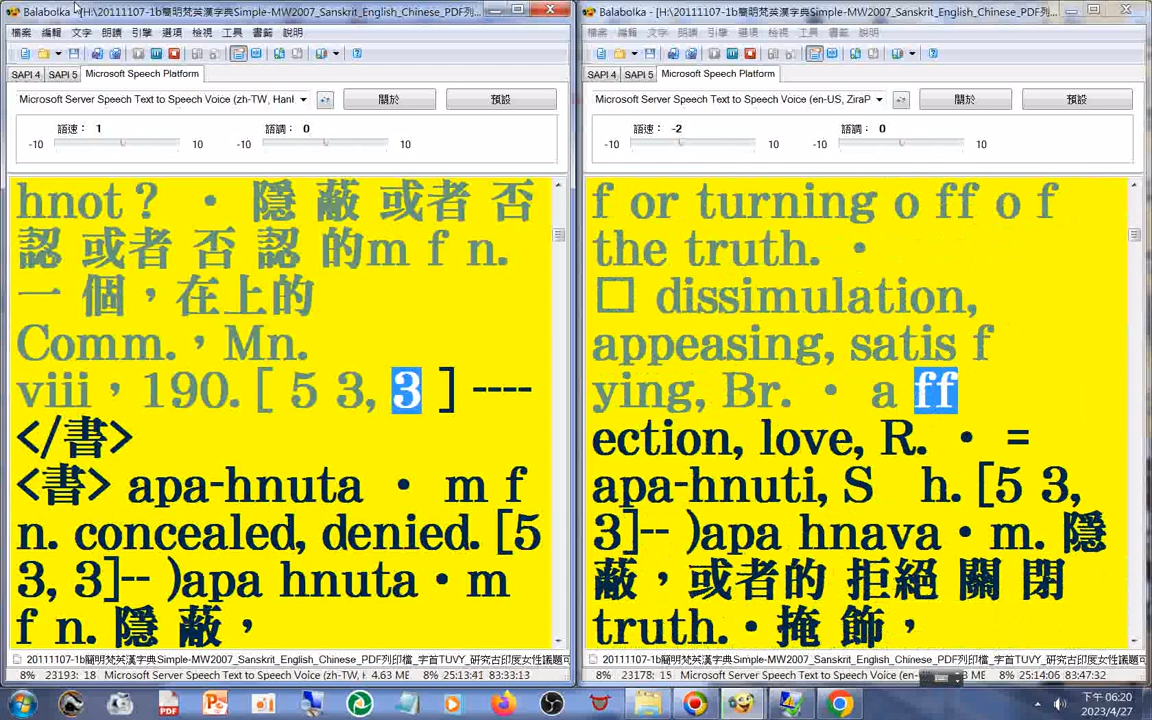 Balabolka - [H:\20111107-1b簡明梵英漢字典Simple-MW2007_Sanskrit_English_Chinese_PDF列...
檔案 編輯 文字 朗讀 引擎 選項 檢視 工具 書籤 說明
SAPI 4 SAPI 5 Microsoft Speech Platform
Microsoft Server Speech Text to Speech Voice (zh-TW, Hanl
關於 預設
語速： 1 語調： 0
-10 10 -10 10
hnot？ • 隱 蔽 或者 否
認 或者 否 認 的m f n.
一 個，在上的
Comm.，Mn.
viii，190. [ 5 3, 3 ] ----
</書>
<書> apa-hnuta • m f
n. concealed, denied. [5
3, 3]-- )apa hnuta • m
f n. 隱 蔽，
20111107-1b簡明梵英漢字典Simple-MW2007_Sanskrit_English_Chinese_PDF列印檔_字首TUVY_研究古印度女性議題可
8% 23193: 18 Microsoft Server Speech Text to Speech Voice (zh-TW, H 4.63 ME 8% 25:13:41 83:33:13
Balabolka - [H:\20111107-1b簡明梵英漢字典Simple-MW2007_Sanskrit_English_Chinese_PDF列印...
檔案 編輯 文字 朗讀 引擎 選項 檢視 工具 書籤 說明
SAPI 4 SAPI 5 Microsoft Speech Platform
Microsoft Server Speech Text to Speech Voice (en-US, ZiraP
關於 預設
語速： -2 語調： 0
-10 10 -10 10
f or turning o ff o f
the truth. •
□ dissimulation,
appeasing, satis f
ying, Br. • a ff
ection, love, R. • =
apa-hnuti, S h. [5 3,
3]-- )apa hnava • m. 隱
蔽，或者的 拒絕 關 閉
truth. • 掩 飾，
20111107-1b簡明梵英漢字典Simple-MW2007_Sanskrit_English_Chinese_PDF列印檔_字首TUVY_研究古印度女性議題可
8% 23178: 15 Microsoft Server Speech Text to Speech Voice (en-US, 8% 25:14:06 83:47:32
下午 06:20
2023/4/27